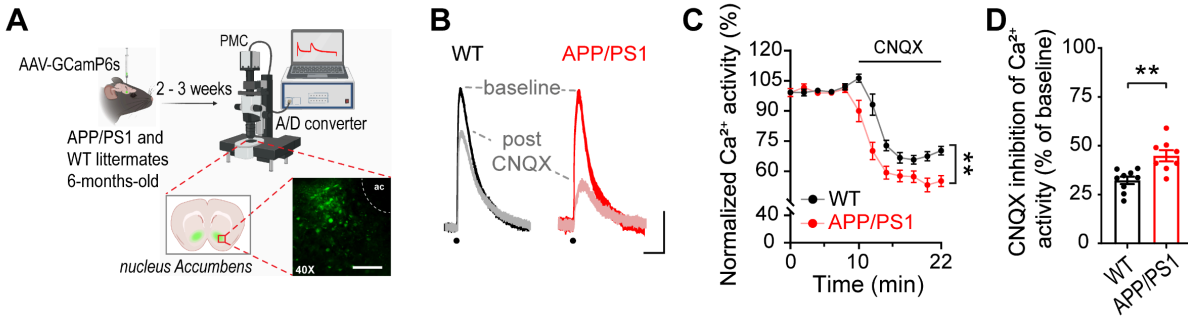 A
AAV-GCamP6s
2 - 3 weeks
PMC
A/D converter
APP/PS1 and
WT littermates
6-months-old
nucleus Accumbens
ac
40X
B
WT
APP/PS1
baseline
post
CNQX
C
Normalized Ca²⁺ activity (%)
120
105
90
75
60
40
0
CNQX
**
WT
APP/PS1
0
10
22
Time (min)
D
CNQX inhibition of Ca²⁺
activity (% of baseline)
100
75
50
25
0
**
WT
APP/PS1